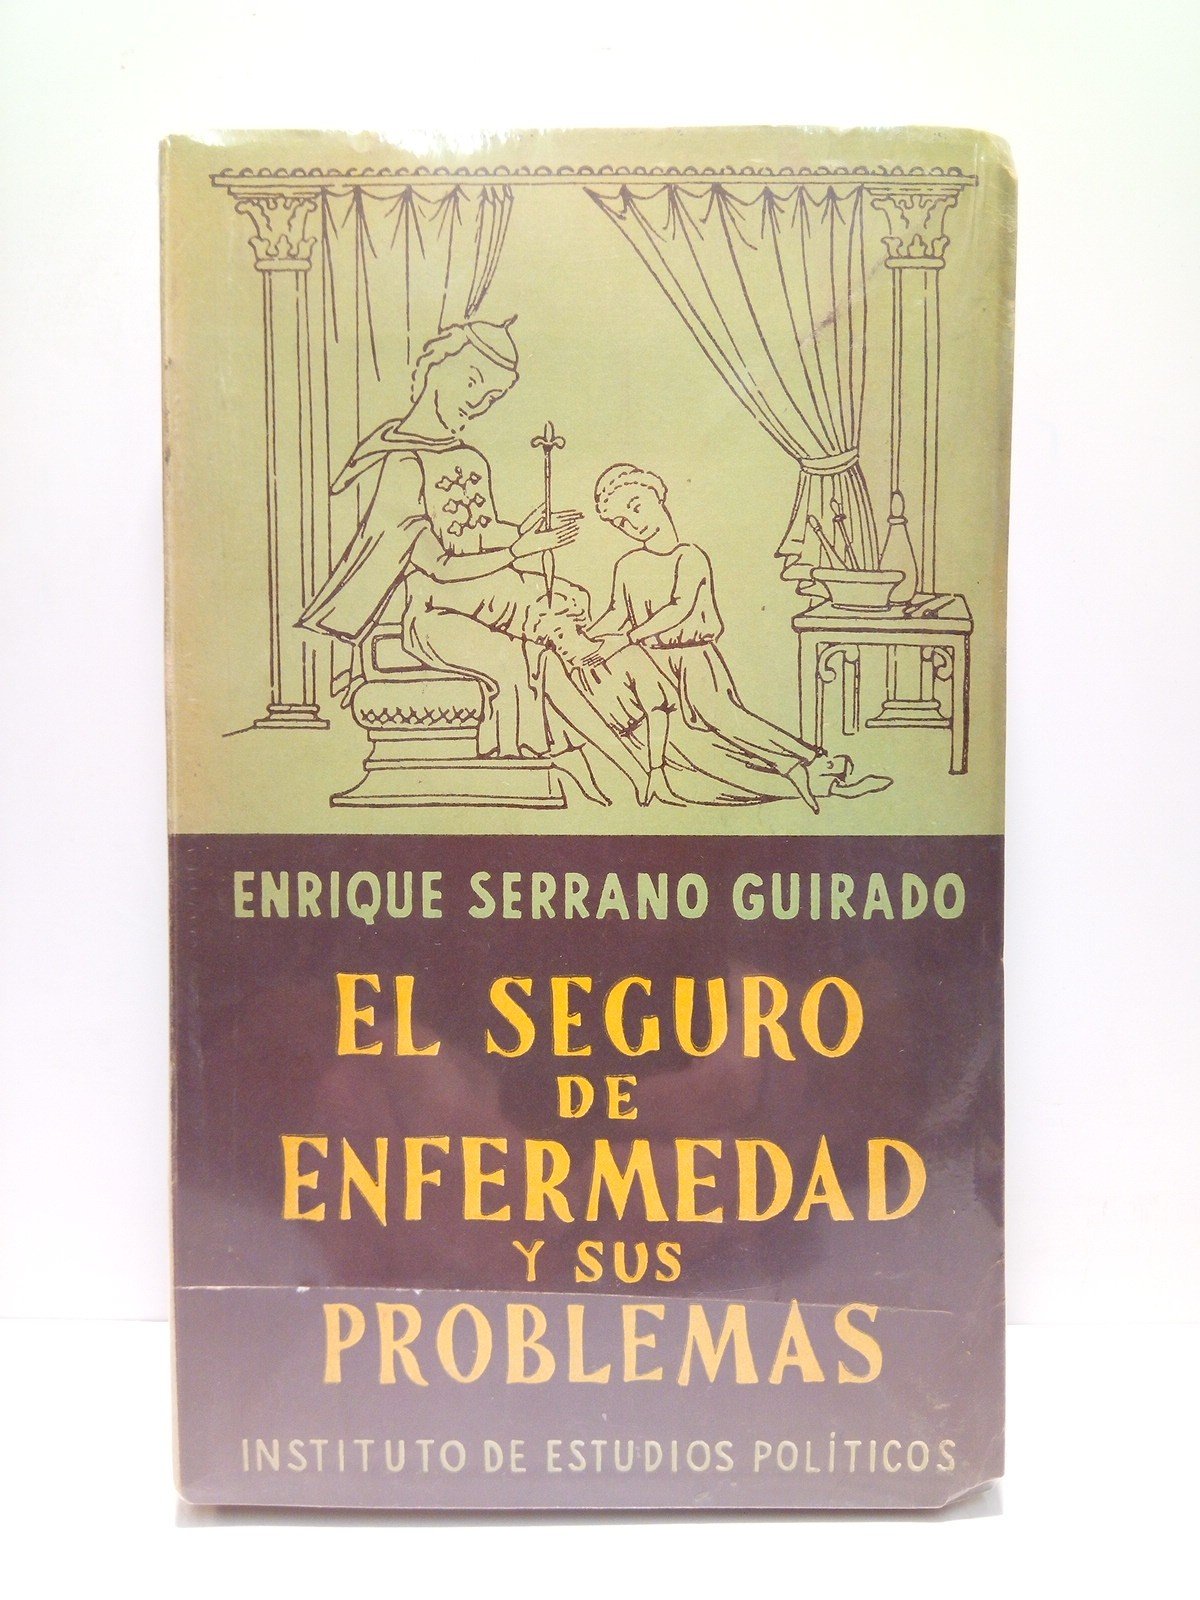 ENRIQUE SERRANO GUIRADO
EL SEGURO
DE
ENFERMEDAD
Y SUS
PROBLEMAS
INSTITUTO DE ESTUDIOS POLÍTICOS